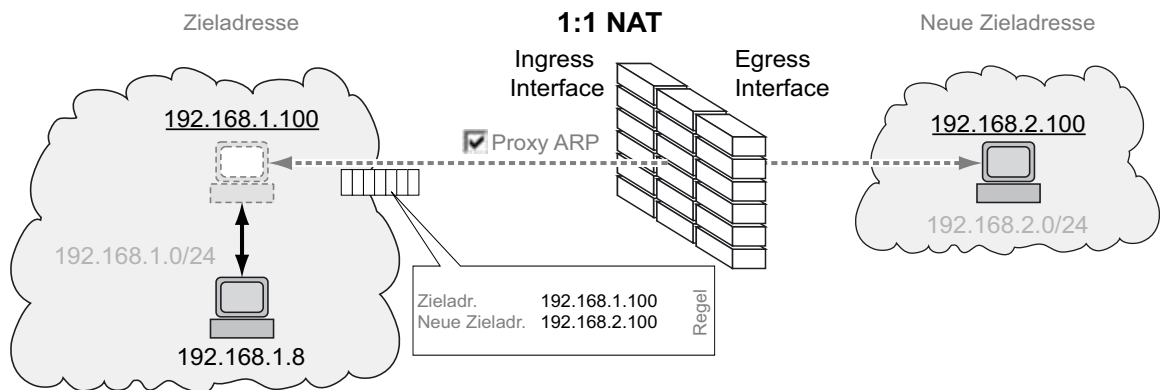 Zieladresse
1:1 NAT
Neue Zieladresse
Ingress
Interface
Egress
Interface
192.168.1.100
192.168.2.100
Proxy ARP
192.168.2.0/24
192.168.1.0/24
Zieladr. 192.168.1.100
Neue Zieladr. 192.168.2.100
Regel
192.168.1.8